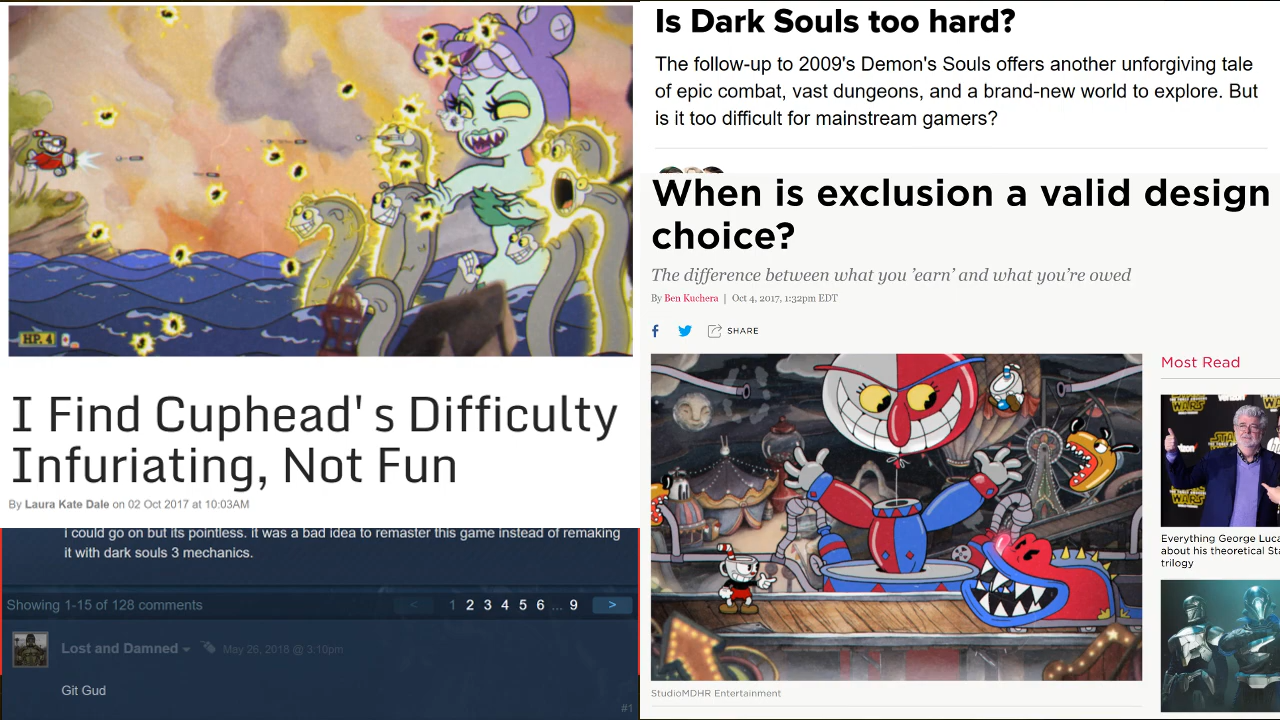 HP. 4
I Find Cuphead's Difficulty
Infuriating, Not Fun
By Laura Kate Dale on 02 Oct 2017 at 10:03AM
i could go on but its pointless. it was a bad idea to remaster this game instead of remaking
it with dark souls 3 mechanics.
Showing 1-15 of 128 comments
< 1 2 3 4 5 6 ... 9 >
Lost and Damned May 26, 2018 @ 3:10pm
Git Gud
#1
Is Dark Souls too hard?
The follow-up to 2009's Demon's Souls offers another unforgiving tale
of epic combat, vast dungeons, and a brand-new world to explore. But
is it too difficult for mainstream gamers?
When is exclusion a valid design
choice?
The difference between what you 'earn' and what you're owed
By Ben Kuchera | Oct 4, 2017, 1:32pm EDT
SHARE
StudioMDHR Entertainment
Most Read
STAR
WARS
Everything George Luca
about his theoretical Sta
trilogy